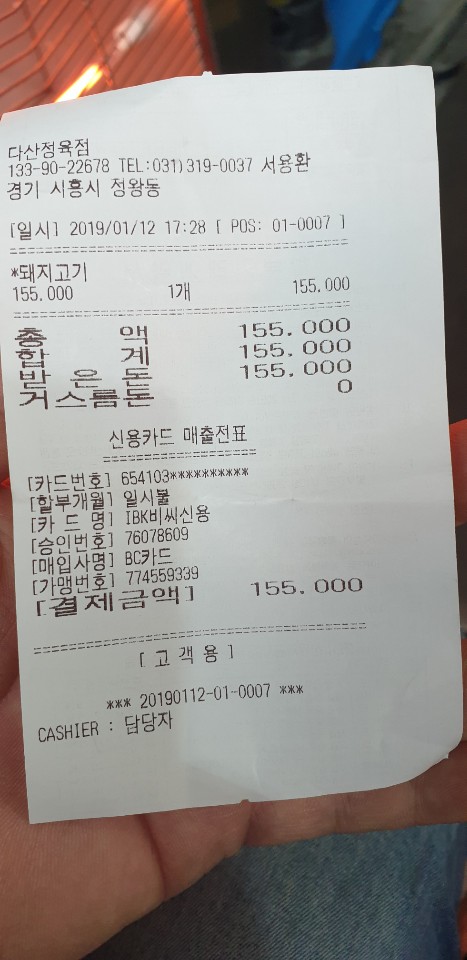 다산정육점
133-90-22678 TEL:031)319-0037 서용환
경기 시흥시 정왕동
[일시] 2019/01/12 17:28 [ POS: 01-0007 ]
*돼지고기
155.000 1개 155.000
총 액 155.000
합 계 155.000
받 은 돈 155.000
거스름돈 0
신용카드 매출전표
[카드번호] 654103**********
[할부개월] 일시불
[카 드 명] IBK비씨신용
[승인번호] 76078609
[매입사명] BC카드
[가맹번호] 774559339
[결제금액] 155.000
[ 고 객 용 ]
*** 20190112-01-0007 ***
CASHIER : 담당자